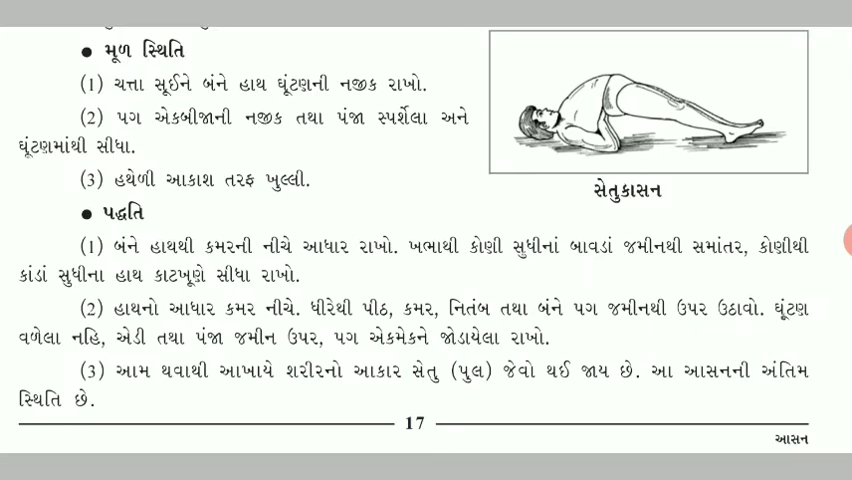 ● મૂળ સ્થિતિ
(1) ચત્તા સૂઈને બંને હાથ ઘૂંટણની નજીક રાખો.
(2) પગ એકબીજાની નજીક તથા પંજા સ્પર્શેલા અને
ઘૂંટણમાંથી સીધા.
(3) હથેળી આકાશ તરફ ખુલ્લી.
સેતુકાસન
● પદ્ધતિ
(1) બંને હાથથી કમરની નીચે આધાર રાખો. ખભાથી કોણી સુધીનાં બાવડાં જમીનથી સમાંતર, કોણીથી
કાંડાં સુધીના હાથ કાટખૂણે સીધા રાખો.
(2) હાથનો આધાર કમર નીચે. ધીરેથી પીઠ, કમર, નિતંબ તથા બંને પગ જમીનથી ઉપર ઉઠાવો. ઘૂંટણ
વળેલા નહિ, એડી તથા પંજા જમીન ઉપર, પગ એકમેકને જોડાયેલા રાખો.
(3) આમ થવાથી આખાયે શરીરનો આકાર સેતુ (પુલ) જેવો થઈ જાય છે. આ આસનની અંતિમ
સ્થિતિ છે.
17
આસન